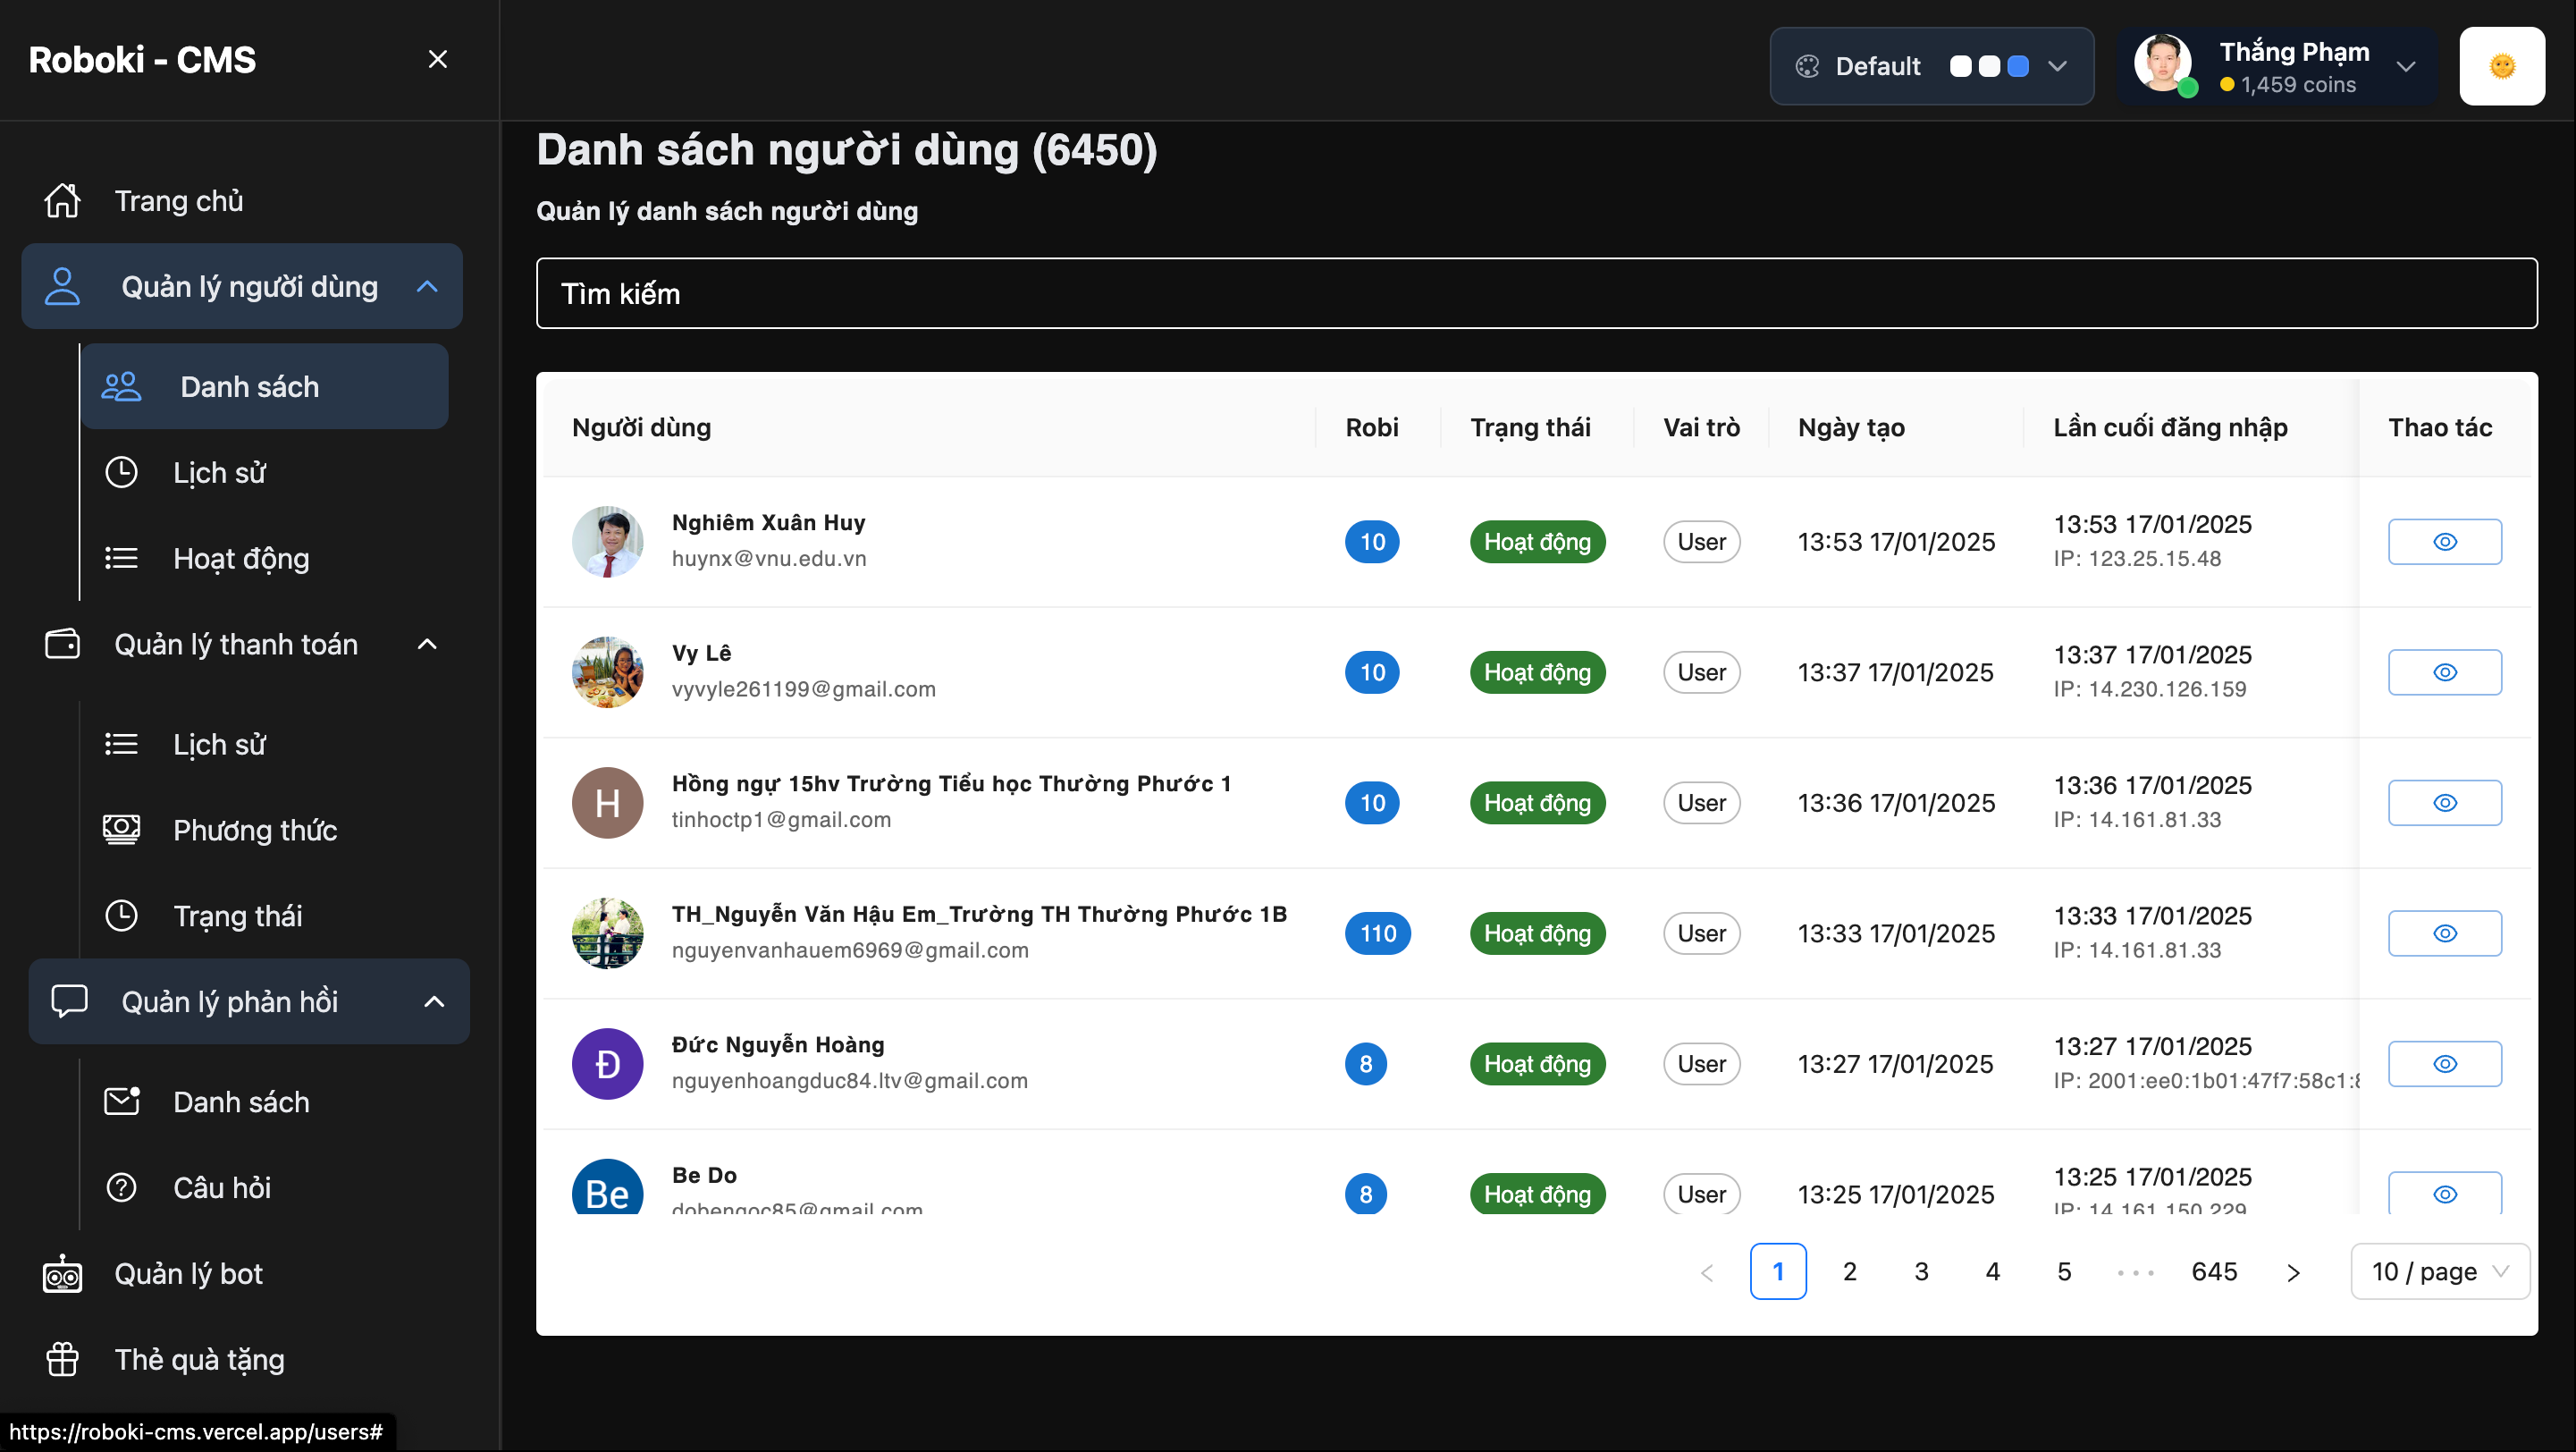 Roboki - CMS
Default
Thắng Phạm
1,459 coins
Trang chủ
Quản lý người dùng
Danh sách
Lịch sử
Hoạt động
Quản lý thanh toán
Lịch sử
Phương thức
Trạng thái
Quản lý phản hồi
Danh sách
Câu hỏi
Quản lý bot
Thẻ quà tặng
https://roboki-cms.vercel.app/users#
Danh sách người dùng (6450)
Quản lý danh sách người dùng
Tìm kiếm
Người dùng Robi Trạng thái Vai trò Ngày tạo Lần cuối đăng nhập Thao tác
Nghiêm Xuân Huy
huynx@vnu.edu.vn
10 Hoạt động User 13:53 17/01/2025
13:53 17/01/2025
IP: 123.25.15.48
Vy Lê
vyvyle261199@gmail.com
10 Hoạt động User 13:37 17/01/2025
13:37 17/01/2025
IP: 14.230.126.159
H
Hồng ngự 15hv Trường Tiểu học Thường Phước 1
tinhoctp1@gmail.com
10 Hoạt động User 13:36 17/01/2025
13:36 17/01/2025
IP: 14.161.81.33
TH_Nguyễn Văn Hậu Em_Trường TH Thường Phước 1B
nguyenvanhauem6969@gmail.com
110 Hoạt động User 13:33 17/01/2025
13:33 17/01/2025
IP: 14.161.81.33
Đ
Đức Nguyễn Hoàng
nguyenhoangduc84.ltv@gmail.com
8 Hoạt động User 13:27 17/01/2025
13:27 17/01/2025
IP: 2001:ee0:1b01:47f7:58c1:8
Be
Be Do
dobengoc85@gmail.com
8 Hoạt động User 13:25 17/01/2025
13:25 17/01/2025
IP: 14.161.150.229
1 2 3 4 5 ••• 645
10 / page